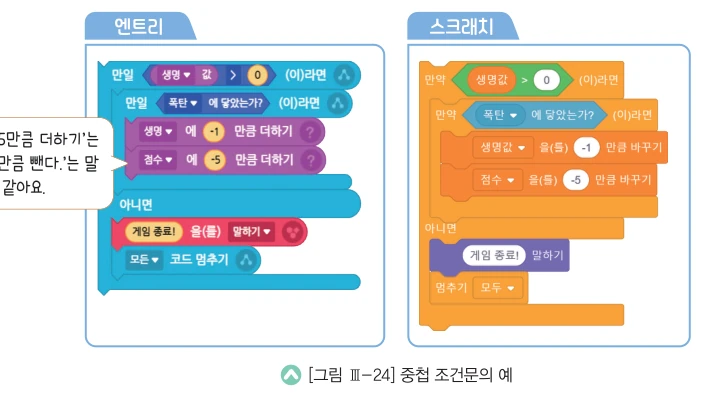 엔트리
만일 생명 값 > 0 (이)라면
만일 폭탄 에 닿았는가? (이)라면
생명 에 -1 만큼 더하기
점수 에 -5 만큼 더하기
아니면
게임 종료! 을(를) 말하기
모든 코드 멈추기
5만큼 더하기'는
만큼 뺀다.'는 말
같아요.
스크래치
만약 생명값 > 0 (이)라면
만약 폭탄 에 닿았는가? (이)라면
생명값 을(를) -1 만큼 바꾸기
점수 을(를) -5 만큼 바꾸기
아니면
게임 종료! 말하기
멈추기 모두
[그림 Ⅲ-24] 중첩 조건문의 예